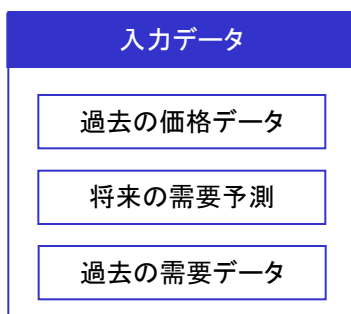 入力データ
過去の価格データ
将来の需要予測
過去の需要データ